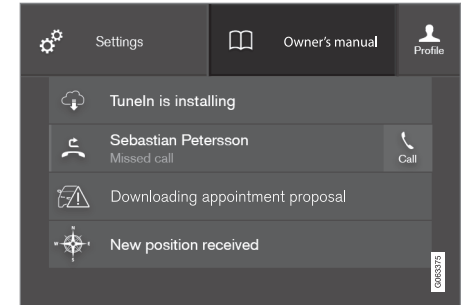 Settings
Owner's manual
Profile
TuneIn is installing
Sebastian Petersson
Missed call
Call
Downloading appointment proposal
New position received
G063375